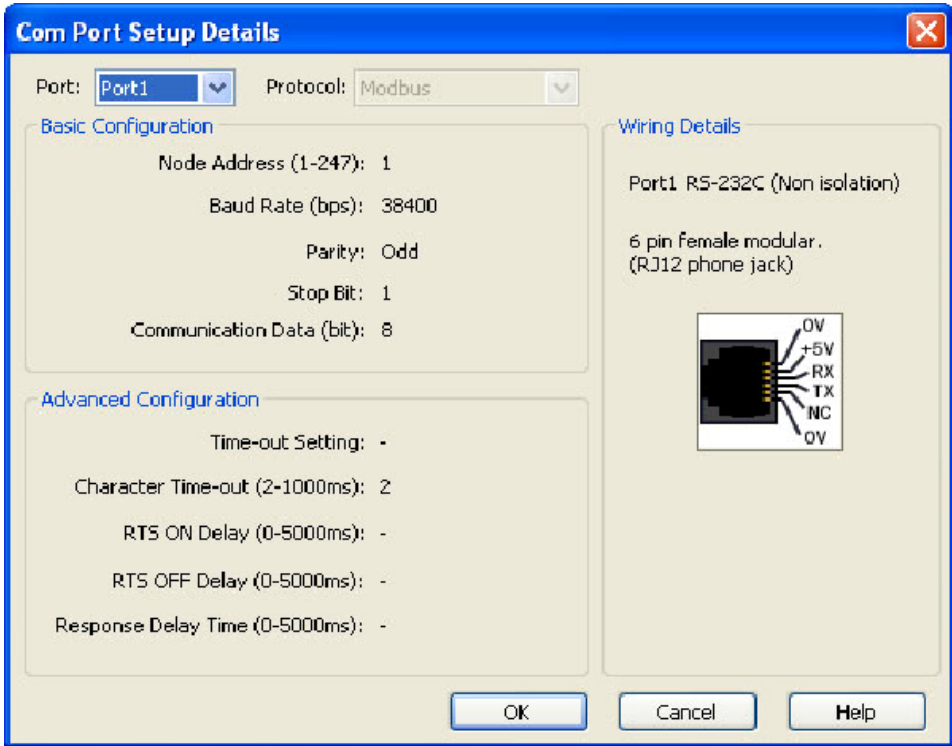 Com Port Setup Details
Port: Port1 Protocol: Modbus
Basic Configuration
Node Address (1-247): 1
Baud Rate (bps): 38400
Parity: Odd
Stop Bit: 1
Communication Data (bit): 8
Advanced Configuration
Time-out Setting: -
Character Time-out (2-1000ms): 2
RTS ON Delay (0-5000ms): -
RTS OFF Delay (0-5000ms): -
Response Delay Time (0-5000ms): -
Wiring Details
Port1 RS-232C (Non isolation)
6 pin female modular.
(RJ12 phone jack)
0V
+5V
RX
TX
NC
0V
OK Cancel Help